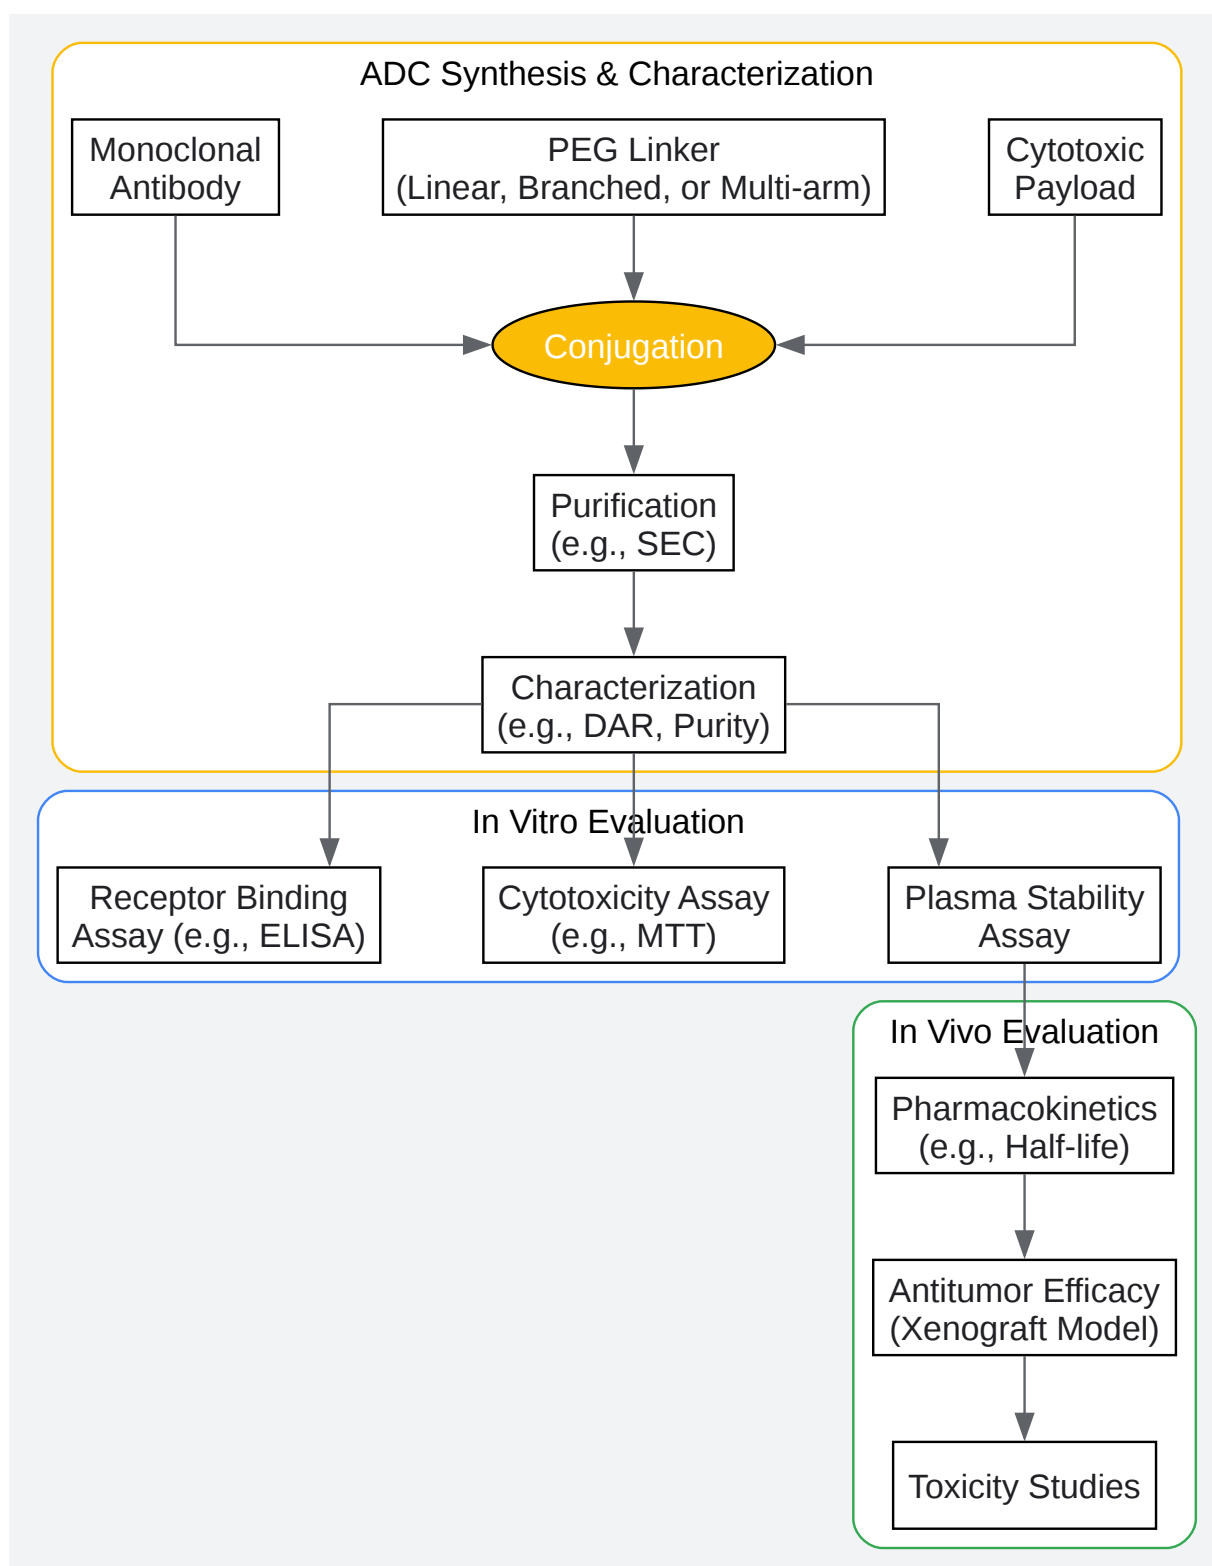 ADC Synthesis & Characterization
Monoclonal
Antibody
PEG Linker
(Linear, Branched, or Multi-arm)
Cytotoxic
Payload
Conjugation
Purification
(e.g., SEC)
Characterization
(e.g., DAR, Purity)
In Vitro Evaluation
Receptor Binding
Assay (e.g., ELISA)
Cytotoxicity Assay
(e.g., MTT)
Plasma Stability
Assay
In Vivo Evaluation
Pharmacokinetics
(e.g., Half-life)
Antitumor Efficacy
(Xenograft Model)
Toxicity Studies